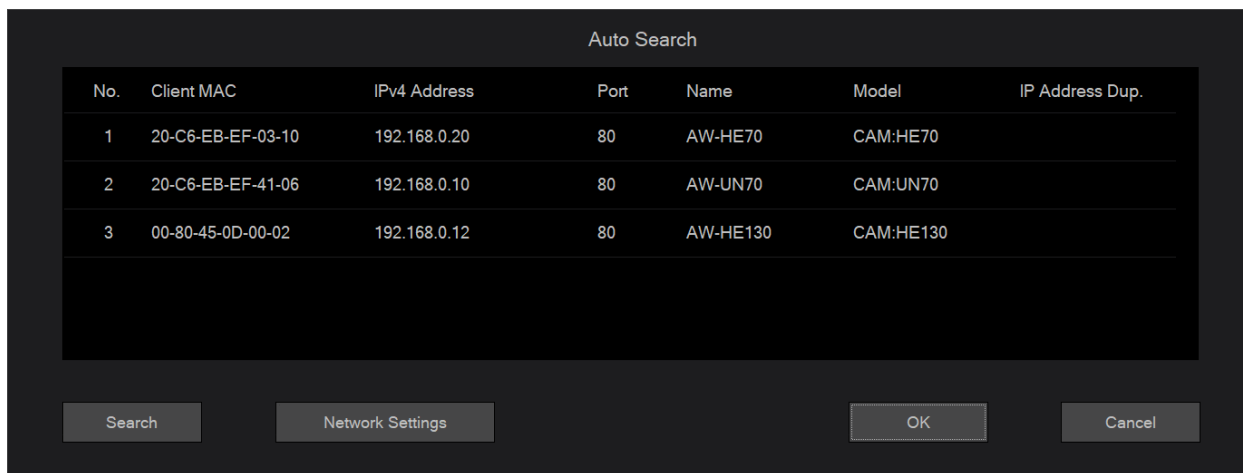 Auto Search
No. Client MAC IPv4 Address Port Name Model IP Address Dup.
1 20-C6-EB-EF-03-10 192.168.0.20 80 AW-HE70 CAM:HE70
2 20-C6-EB-EF-41-06 192.168.0.10 80 AW-UN70 CAM:UN70
3 00-80-45-0D-00-02 192.168.0.12 80 AW-HE130 CAM:HE130
Search Network Settings OK Cancel